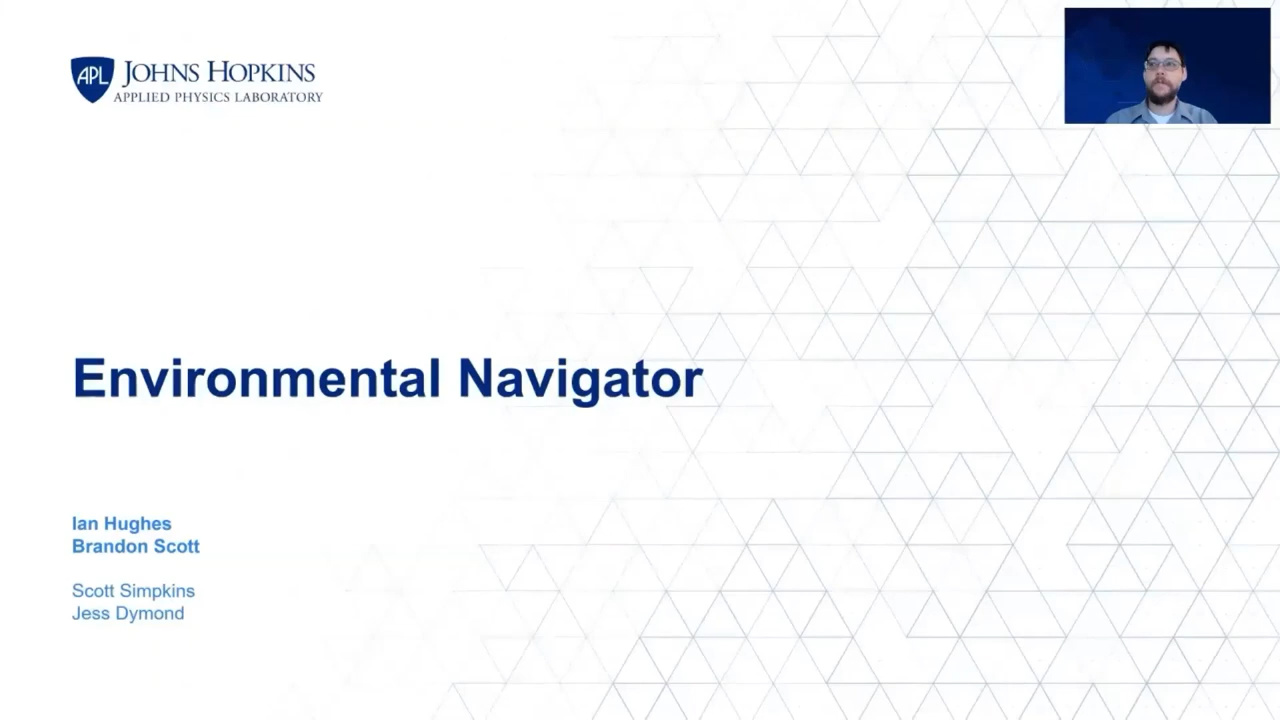 APL
JOHNS HOPKINS
APPLIED PHYSICS LABORATORY
Environmental Navigator
Ian Hughes
Brandon Scott
Scott Simpkins
Jess Dymond